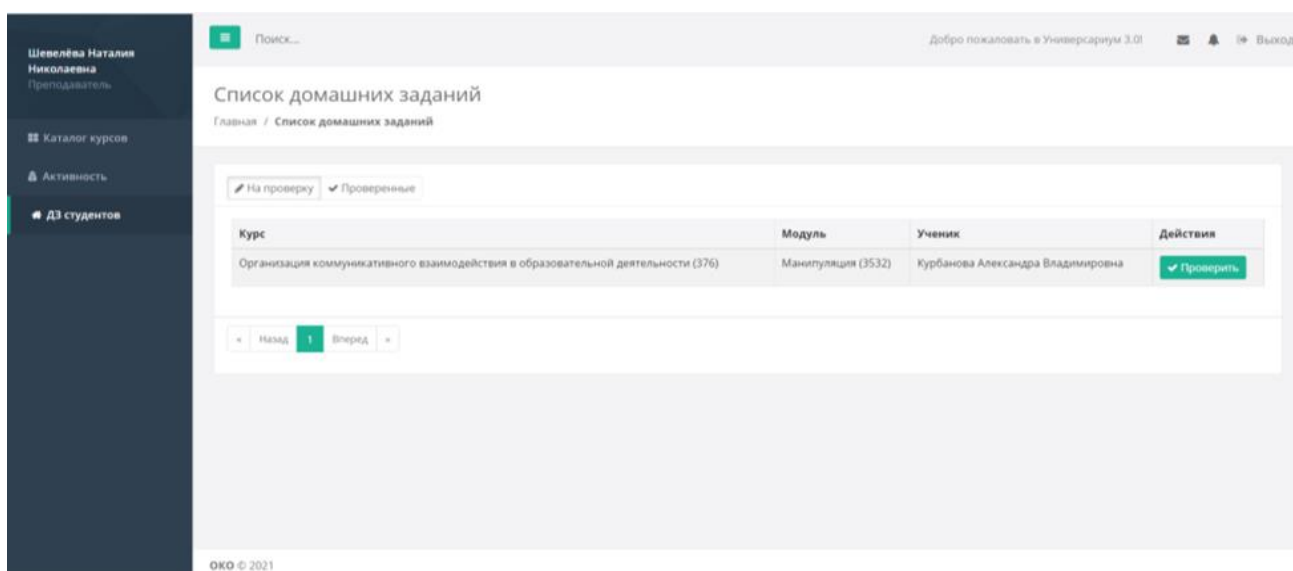 Шевелёва Наталия
Николаевна
Преподаватель
Каталог курсов
Активность
ДЗ студентов
Поиск...
Добро пожаловать в Универсариум 3.0!
Выход
Список домашних заданий
Главная / Список домашних заданий
На проверку Проверенные
Курс Модуль Ученик Действия
Организация коммуникативного взаимодействия в образовательной деятельности (376) Манипуляция (3532) Курбанова Александра Владимировна Проверить
« Назад 1 Вперед »
ОКО © 2021